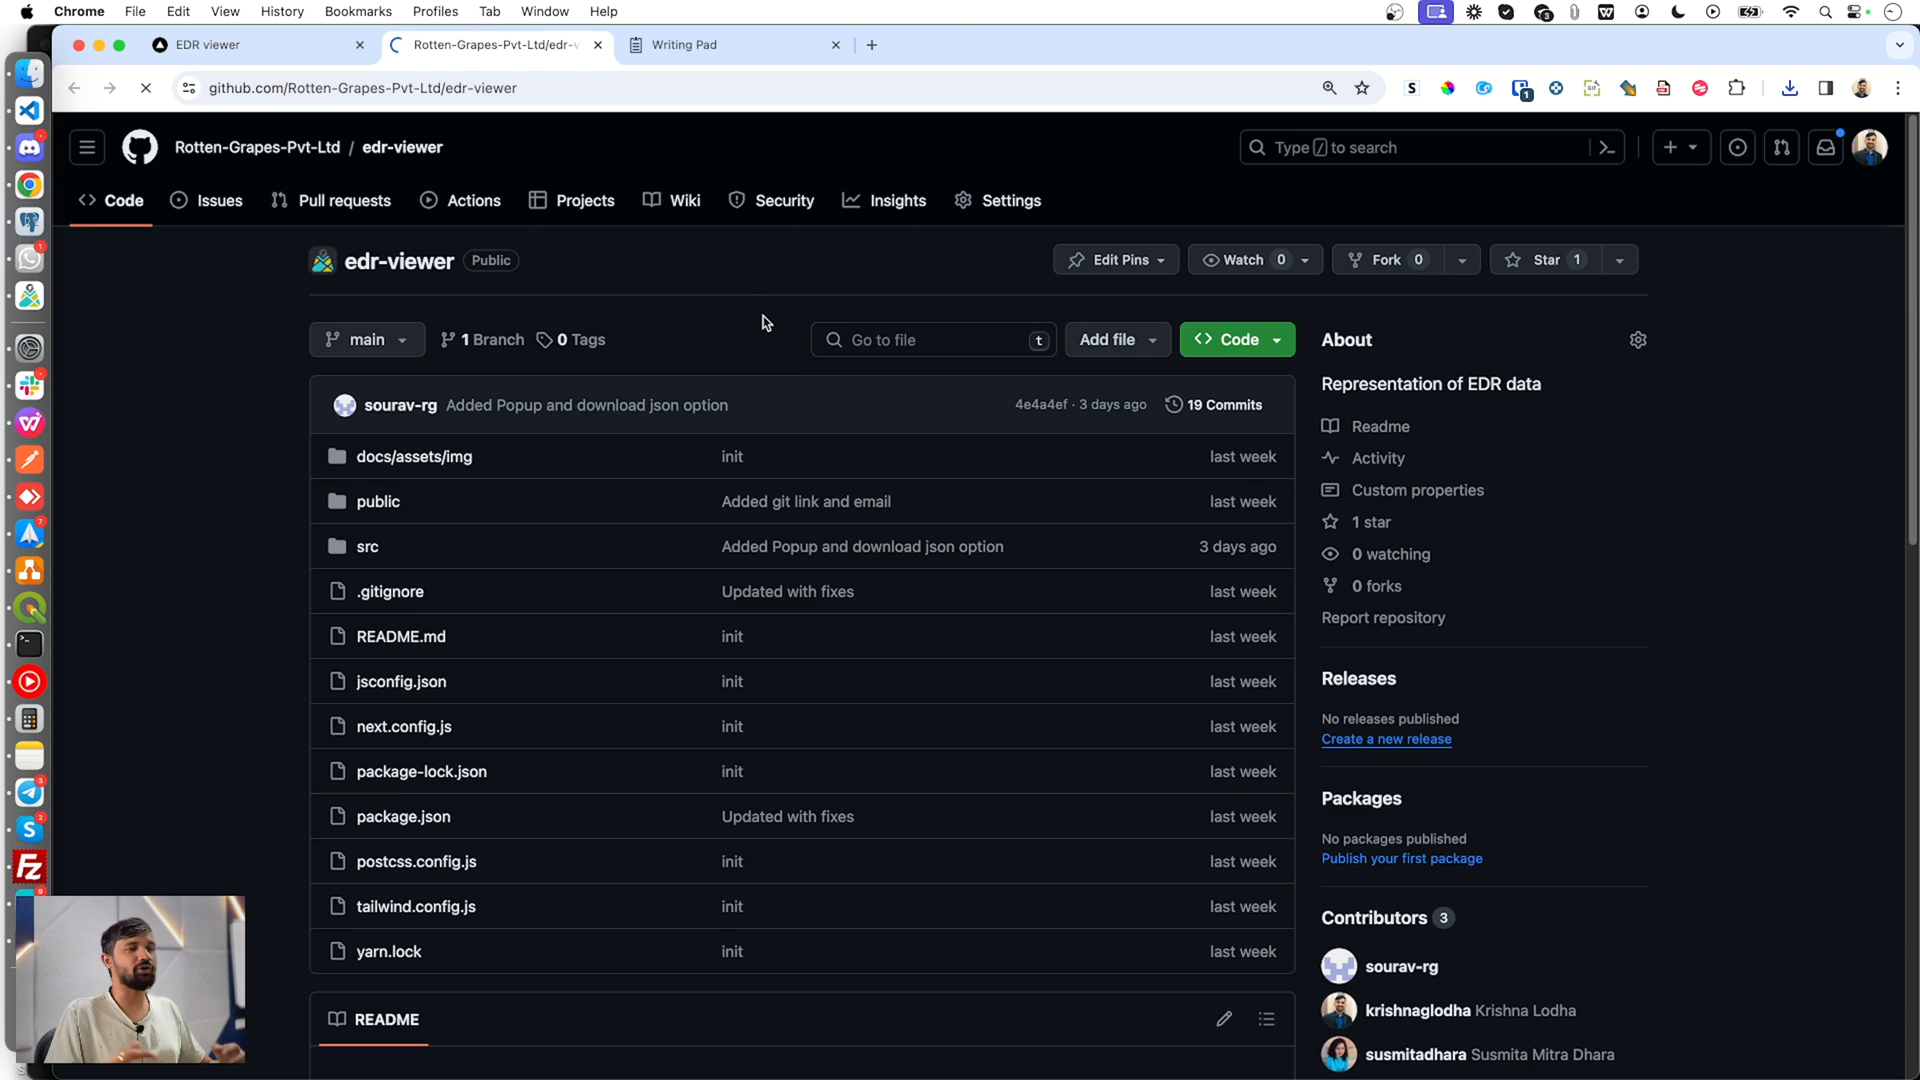 Chrome File Edit View History Bookmarks Profiles Tab Window Help
EDR viewer
Rotten-Grapes-Pvt-Ltd/edr-v
Writing Pad
github.com/Rotten-Grapes-Pvt-Ltd/edr-viewer
Rotten-Grapes-Pvt-Ltd / edr-viewer
Type / to search
Code Issues Pull requests Actions Projects Wiki Security Insights Settings
edr-viewer Public
Edit Pins Watch 0 Fork 0 Star 1
main 1 Branch 0 Tags Go to file t Add file Code
About
Representation of EDR data
sourav-rg Added Popup and download json option 4e4a4ef · 3 days ago 19 Commits
docs/assets/img init last week
public Added git link and email last week
src Added Popup and download json option 3 days ago
.gitignore Updated with fixes last week
README.md init last week
jsconfig.json init last week
next.config.js init last week
package-lock.json init last week
package.json Updated with fixes last week
postcss.config.js init last week
tailwind.config.js init last week
yarn.lock init last week
README
Readme
Activity
Custom properties
1 star
0 watching
0 forks
Report repository
Releases
No releases published
Create a new release
Packages
No packages published
Publish your first package
Contributors 3
sourav-rg
krishnaglodha Krishna Lodha
susmitadhara Susmita Mitra Dhara